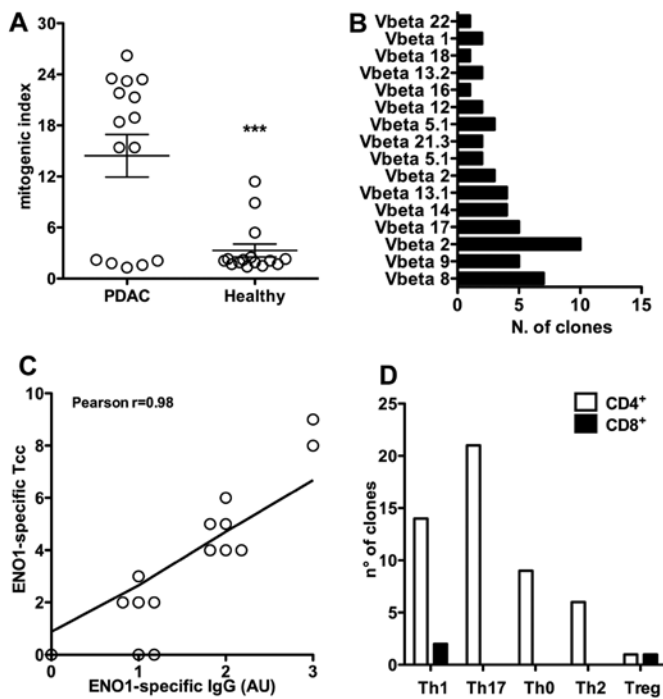 A
mitogenic index
30
24
18
12
6
0
***
PDAC Healthy
B
Vbeta 22
Vbeta 1
Vbeta 18
Vbeta 13.2
Vbeta 16
Vbeta 12
Vbeta 5.1
Vbeta 21.3
Vbeta 5.1
Vbeta 2
Vbeta 13.1
Vbeta 14
Vbeta 17
Vbeta 2
Vbeta 9
Vbeta 8
0 5 10 15
N. of clones
C
Pearson r=0.98
ENO1-specific Tcc
10
8
6
4
2
0
0 1 2 3
ENO1-specific IgG (AU)
D
CD4+
CD8+
n° of clones
25
20
15
10
5
0
Th1 Th17 Th0 Th2 Treg